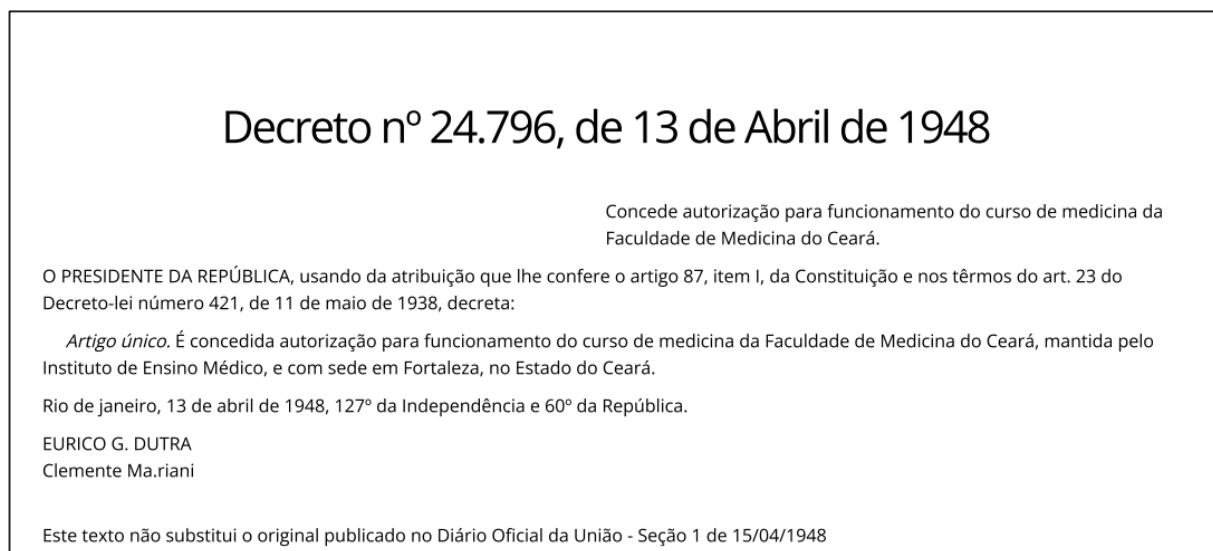 Decreto nº 24.796, de 13 de Abril de 1948
Concede autorização para funcionamento do curso de medicina da
Faculdade de Medicina do Ceará.
O PRESIDENTE DA REPÚBLICA, usando da atribuição que lhe confere o artigo 87, item I, da Constituição e nos têrmos do art. 23 do
Decreto-lei número 421, de 11 de maio de 1938, decreta:
Artigo único. É concedida autorização para funcionamento do curso de medicina da Faculdade de Medicina do Ceará, mantida pelo
Instituto de Ensino Médico, e com sede em Fortaleza, no Estado do Ceará.
Rio de janeiro, 13 de abril de 1948, 127º da Independência e 60º da República.
EURICO G. DUTRA
Clemente Ma.riani
Este texto não substitui o original publicado no Diário Oficial da União - Seção 1 de 15/04/1948